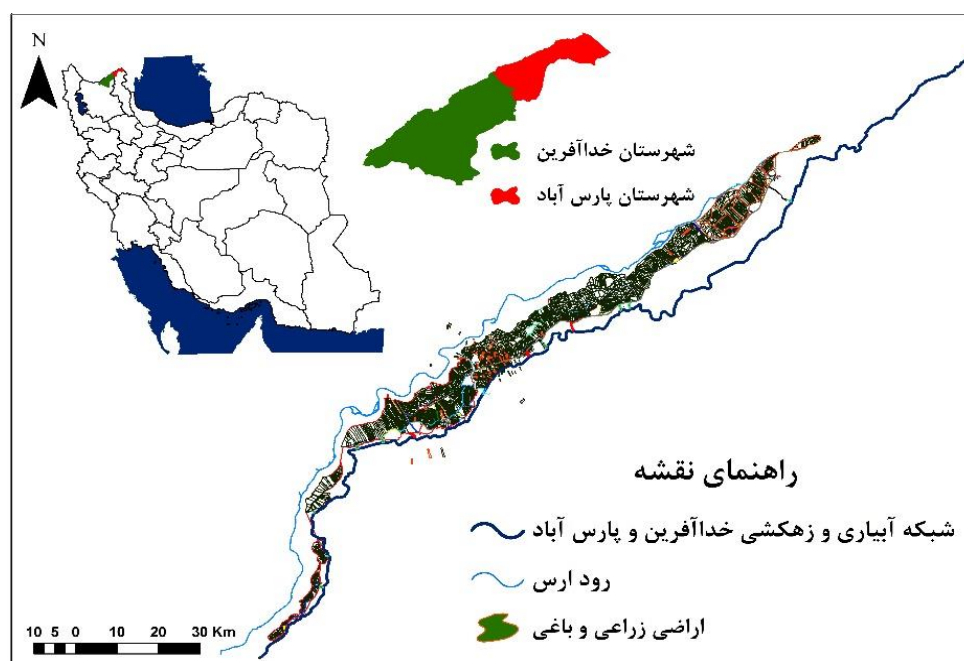 N
شهرستان خداآفرین
شهرستان پارس آباد
راهنمای نقشه
شبکه آبیاری و زهکشی خداآفرین و پارس آباد
رود ارس
اراضی زراعی و باغی
10 5 0 10 20 30 Km